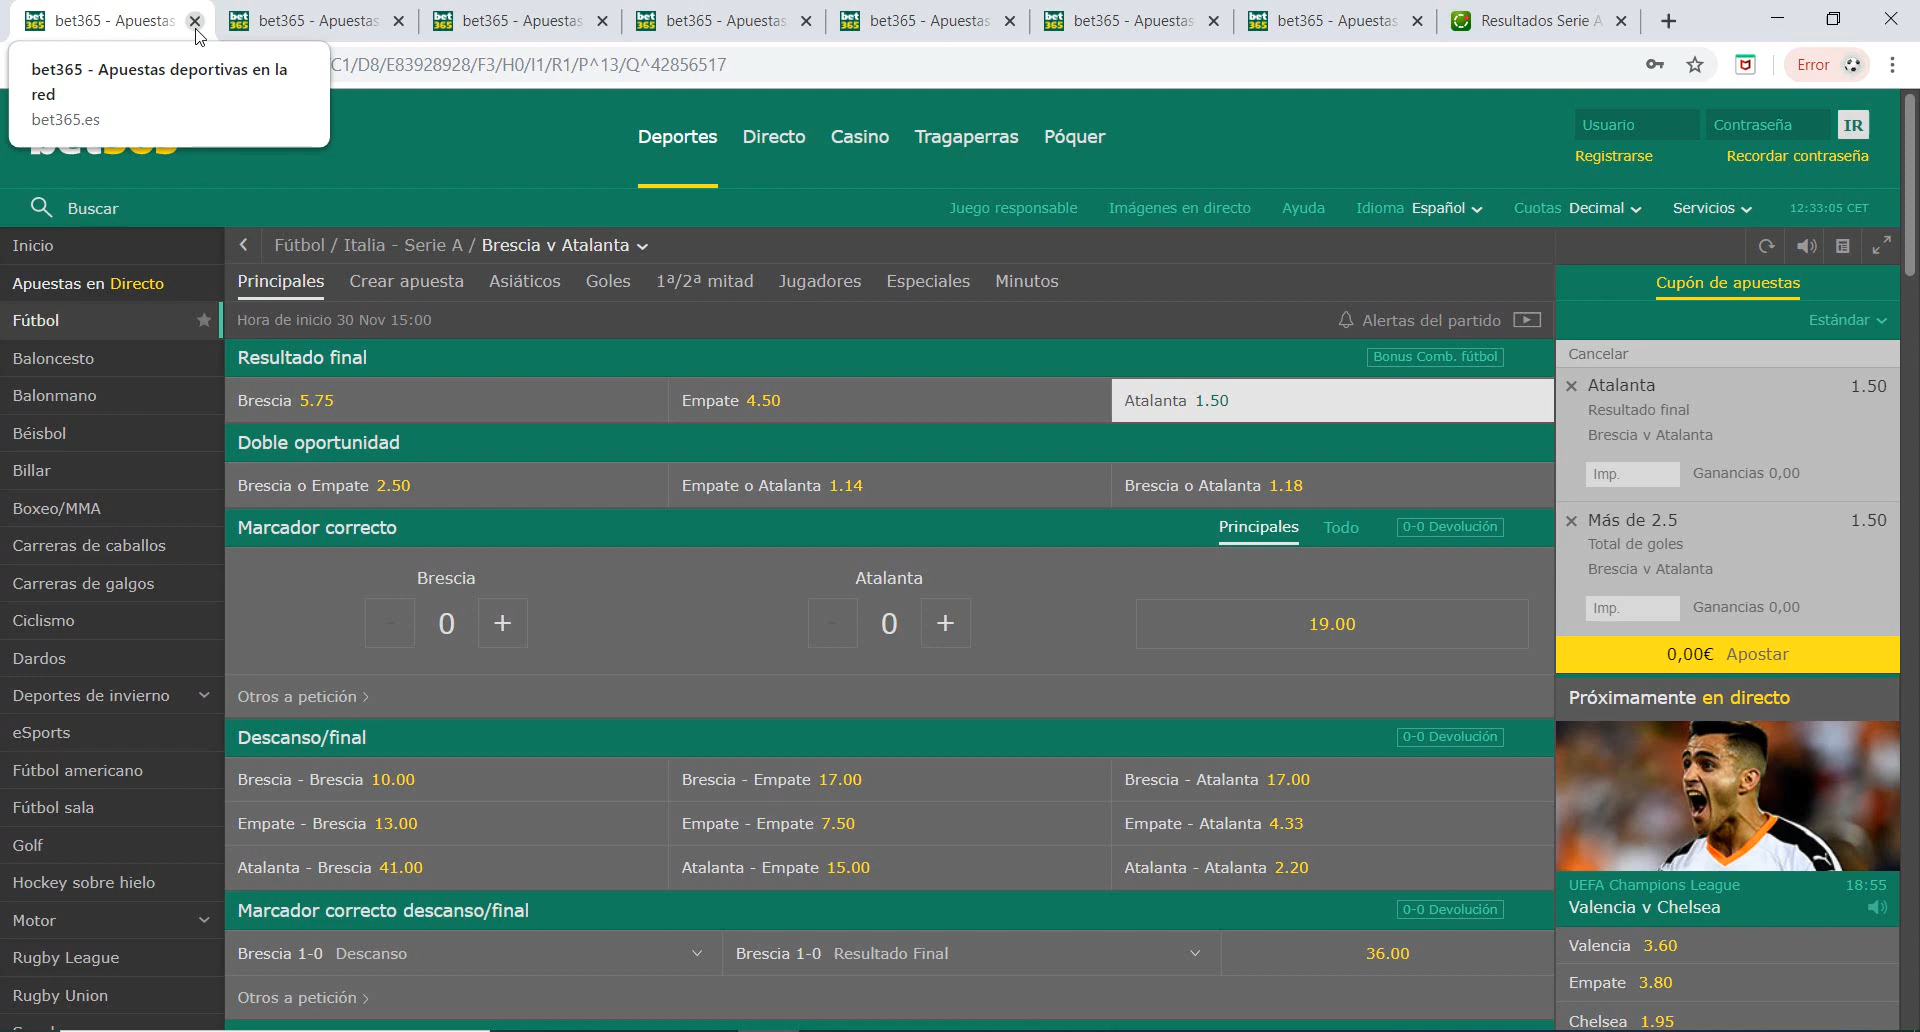 bet365 - Apuestas
bet365 - Apuestas
bet365 - Apuestas
bet365 - Apuestas
bet365 - Apuestas
bet365 - Apuestas
bet365 - Apuestas
Resultados Serie A
bet365 - Apuestas deportivas en la
red
bet365.es
C1/D8/E83928928/F3/H0/I1/R1/P^13/Q^42856517
Error
bet365
Deportes Directo Casino Tragaperras Póquer
Usuario Contraseña IR
Registrarse Recordar contraseña
Buscar
Juego responsable Imágenes en directo Ayuda Idioma Español Cuotas Decimal Servicios 12:33:05 CET
Inicio
Apuestas en Directo
Fútbol
Baloncesto
Balonmano
Béisbol
Billar
Boxeo/MMA
Carreras de caballos
Carreras de galgos
Ciclismo
Dardos
Deportes de invierno
eSports
Fútbol americano
Fútbol sala
Golf
Hockey sobre hielo
Motor
Rugby League
Rugby Union
Fútbol / Italia - Serie A / Brescia v Atalanta
Principales Crear apuesta Asiáticos Goles 1ª/2ª mitad Jugadores Especiales Minutos
Hora de inicio 30 Nov 15:00 Alertas del partido
Resultado final Bonus Comb. fútbol
Brescia 5.75 Empate 4.50 Atalanta 1.50
Doble oportunidad
Brescia o Empate 2.50 Empate o Atalanta 1.14 Brescia o Atalanta 1.18
Marcador correcto Principales Todo 0-0 Devolución
Brescia Atalanta
- 0 + - 0 + 19.00
Otros a petición >
Descanso/final 0-0 Devolución
Brescia - Brescia 10.00 Brescia - Empate 17.00 Brescia - Atalanta 17.00
Empate - Brescia 13.00 Empate - Empate 7.50 Empate - Atalanta 4.33
Atalanta - Brescia 41.00 Atalanta - Empate 15.00 Atalanta - Atalanta 2.20
Marcador correcto descanso/final 0-0 Devolución
Brescia 1-0 Descanso Brescia 1-0 Resultado Final 36.00
Otros a petición >
Cupón de apuestas
Estándar
Cancelar
Atalanta 1.50
Resultado final
Brescia v Atalanta
Imp. Ganancias 0,00
Más de 2.5 1.50
Total de goles
Brescia v Atalanta
Imp. Ganancias 0,00
0,00€ Apostar
Próximamente en directo
UEFA Champions League 18:55
Valencia v Chelsea
Valencia 3.60
Empate 3.80
Chelsea 1.95